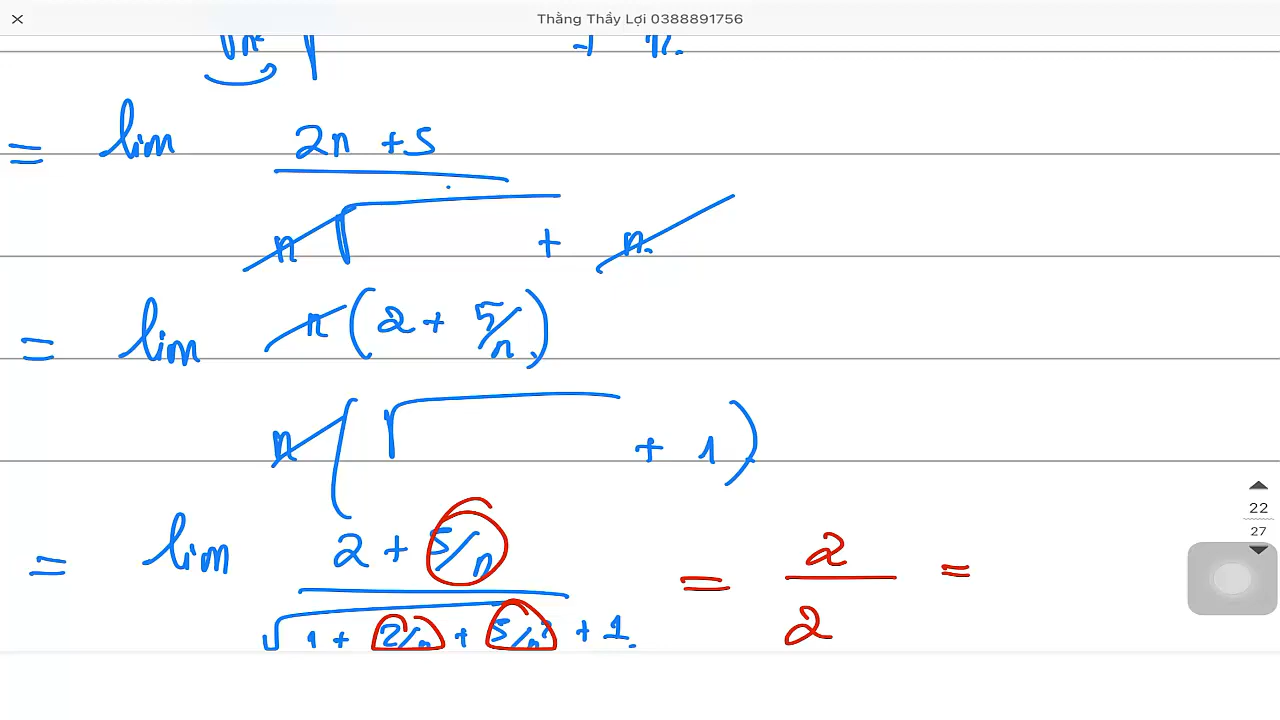 Thằng Thầy Lợi 0388891756
= lim 2n + 5
n√ + n
= lim n(2 + 5/n)
n(√ + 1)
= lim 2 + 5/n = 2 =
√1 + 2/n + 5/n² + 1 2
22
27